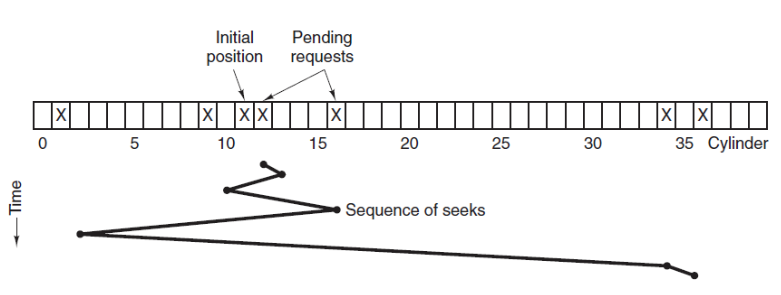 Initial position
Pending requests
X X X X X X X
0 5 10 15 20 25 30 35 Cylinder
Sequence of seeks
Time